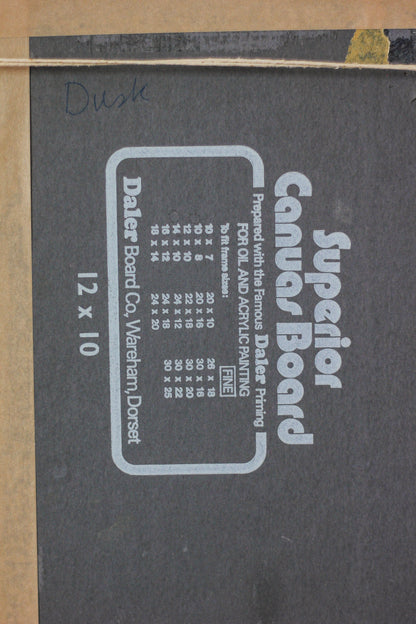 Dusk
Superior
Canvas Board
Prepared with the Famous Daler Priming
FOR OIL AND ACRYLIC PAINTING
To fit frame sizes: FINE
10 x 7 20 x 10 26 x 18
10 x 8 20 x 16 30 x 16
12 x 10 22 x 18 30 x 20
14 x 10 24 x 12 30 x 22
16 x 12 24 x 18 30 x 25
18 x 14 24 x 20
Daler Board Co, Wareham, Dorset
12 x 10